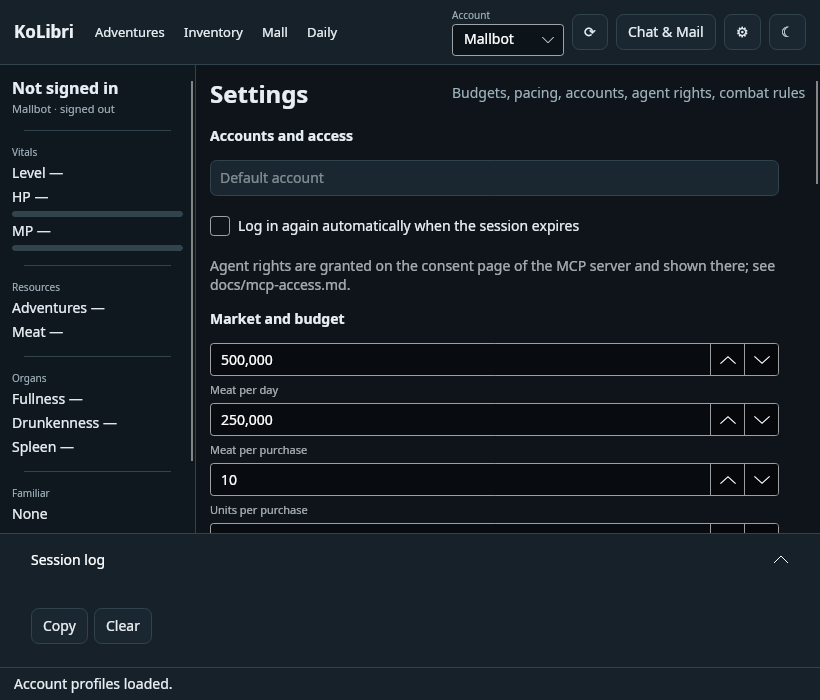 KoLibri
Adventures
Inventory
Mall
Daily
Account
Mallbot
Chat & Mail
Not signed in
Mallbot · signed out
Vitals
Level —
HP —
MP —
Resources
Adventures —
Meat —
Organs
Fullness —
Drunkenness —
Spleen —
Familiar
None
Settings
Budgets, pacing, accounts, agent rights, combat rules
Accounts and access
Default account
Log in again automatically when the session expires
Agent rights are granted on the consent page of the MCP server and shown there; see
docs/mcp-access.md.
Market and budget
500,000
Meat per day
250,000
Meat per purchase
10
Units per purchase
Session log
Copy
Clear
Account profiles loaded.